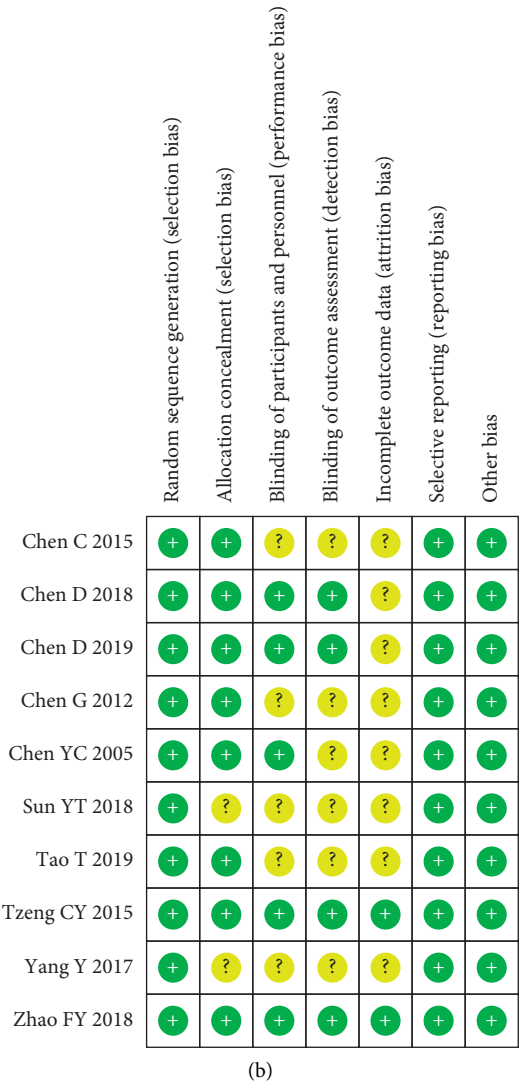 Random sequence generation (selection bias)
Allocation concealment (selection bias)
Blinding of participants and personnel (performance bias)
Blinding of outcome assessment (detection bias)
Incomplete outcome data (attrition bias)
Selective reporting (reporting bias)
Other bias
Chen C 2015 + + ? ? ? + +
Chen D 2018 + + + + ? + +
Chen D 2019 + + + + ? + +
Chen G 2012 + + ? ? ? + +
Chen YC 2005 + + + ? ? + +
Sun YT 2018 + ? ? ? ? + +
Tao T 2019 + + ? ? ? + +
Tzeng CY 2015 + + + + + + +
Yang Y 2017 + ? ? ? ? + +
Zhao FY 2018 + + + + + + +
(b)